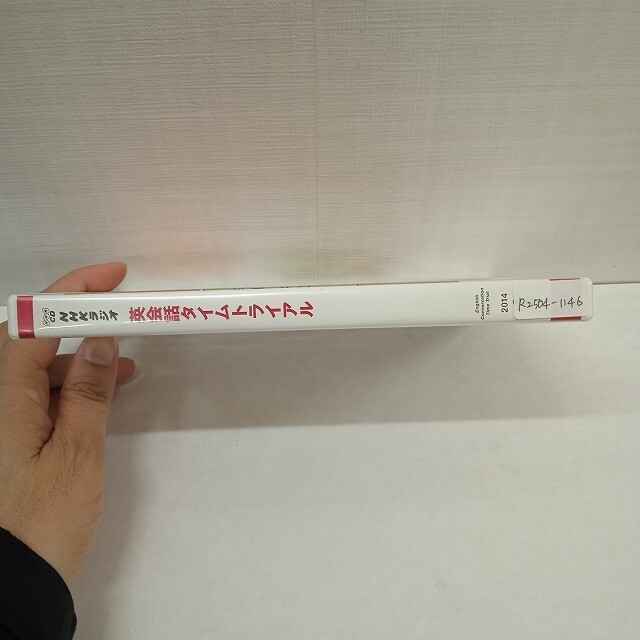 CD
NHKラジオ
英会話タイムトライアル
English
Conversation
Time Trial
2014
R2504-1146